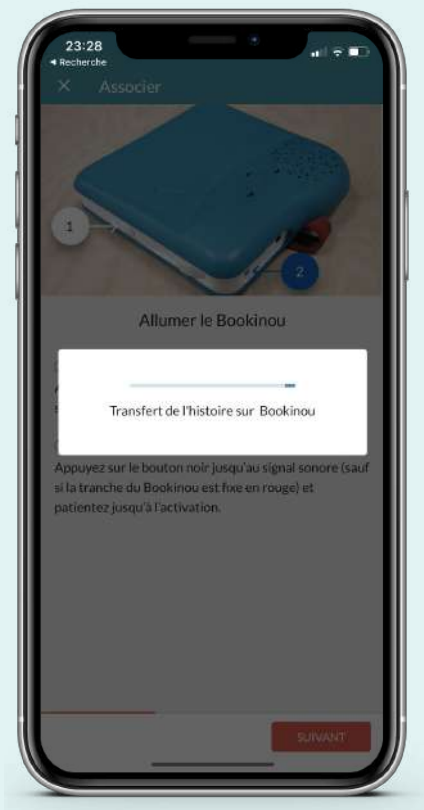 23:28
◀ Recherche
× Associer
1
2
Allumer le Bookinou
Transfert de l'histoire sur Bookinou
Appuyez sur le bouton noir jusqu'au signal sonore (sauf
si la tranche du Bookinou est fixe en rouge) et
patientez jusqu'à l'activation.
SUIVANT